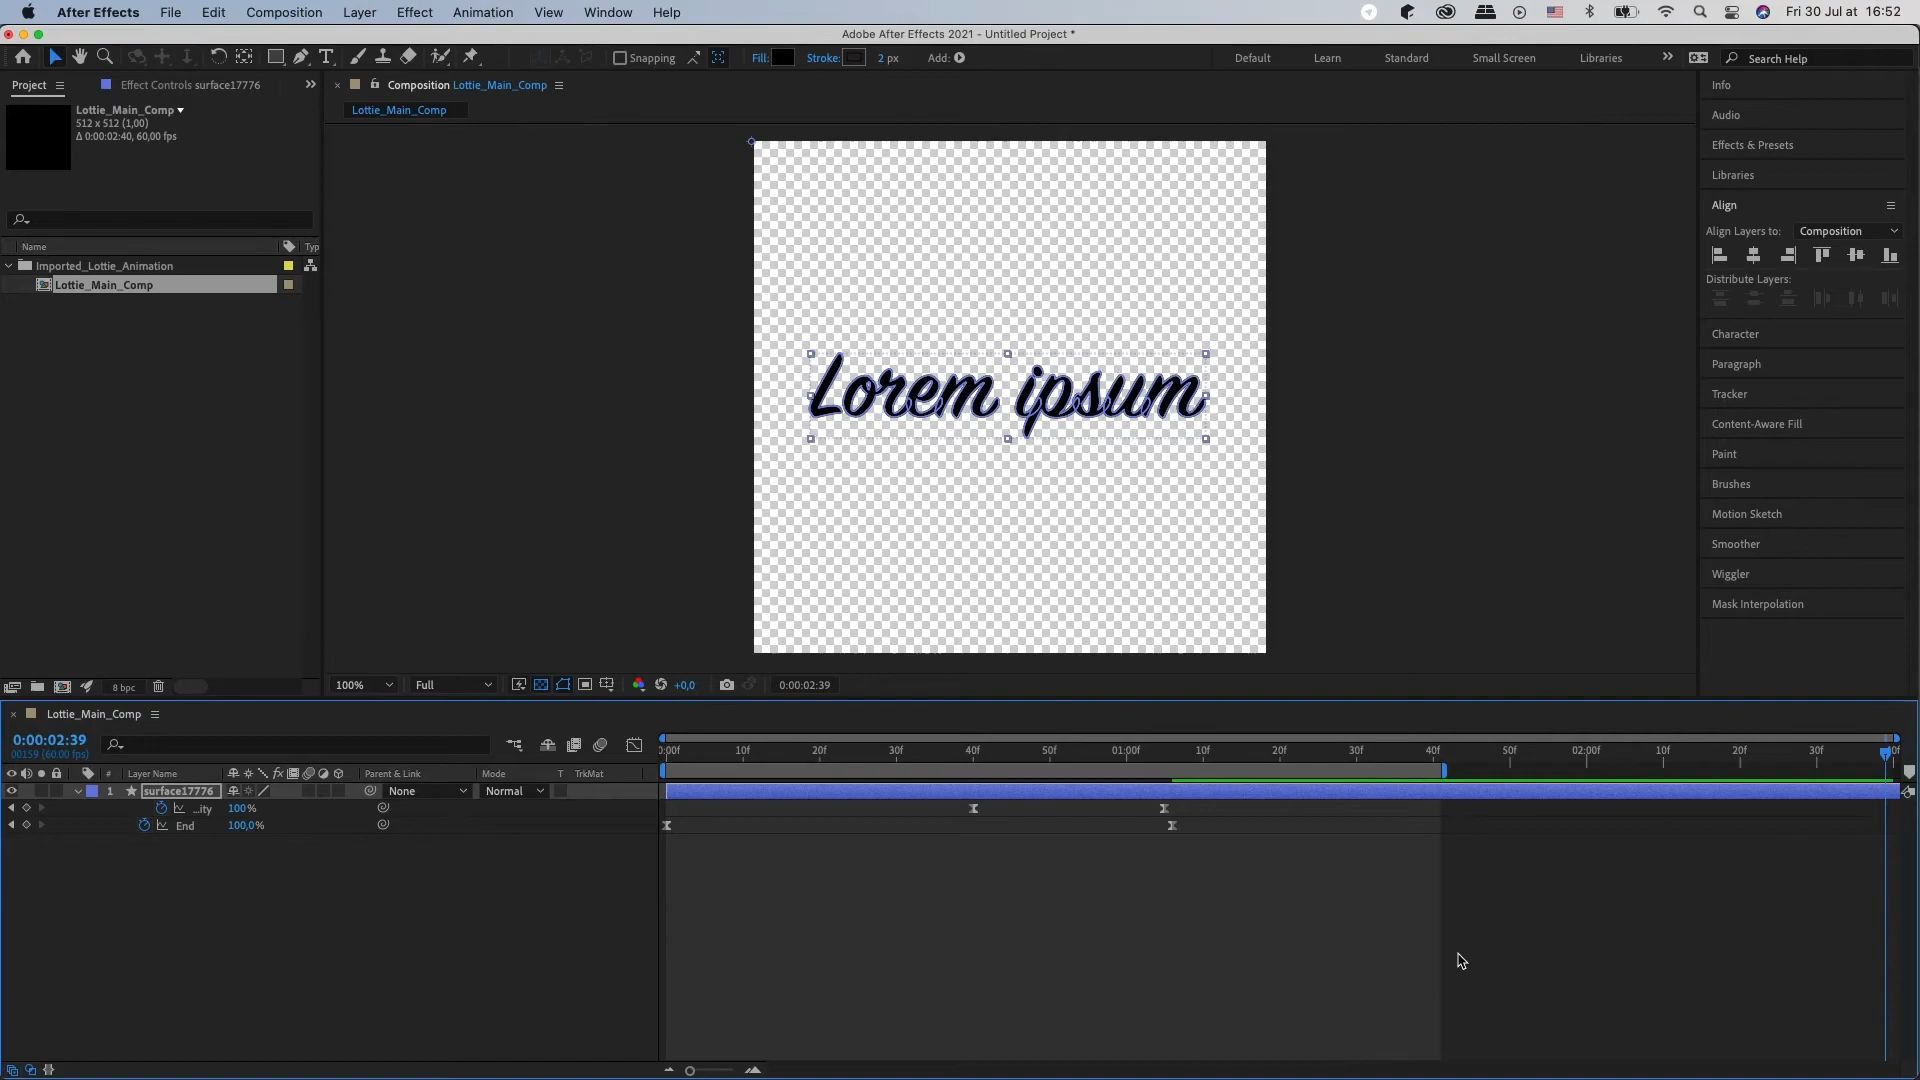 After Effects File Edit Composition Layer Effect Animation View Window Help Fri 30 Jul at 16:52
Adobe After Effects 2021 - Untitled Project *
Snapping Fill: Stroke: 2 px Add: Default Learn Standard Small Screen Libraries Search Help
Project Effect Controls surface17776
Lottie_Main_Comp
512 x 512 (1,00)
Δ 0:00:02:40, 60,00 fps
Name Typ
Imported_Lottie_Animation
Lottie_Main_Comp
8 bpc
Composition Lottie_Main_Comp
Lottie_Main_Comp
Lorem ipsum
100% Full +0,0 0:00:02:39
Info
Audio
Effects & Presets
Libraries
Align
Align Layers to: Composition
Distribute Layers:
Character
Paragraph
Tracker
Content-Aware Fill
Paint
Brushes
Motion Sketch
Smoother
Wiggler
Mask Interpolation
Lottie_Main_Comp
0:00:02:39
00159 (60.00 fps)
0:00f 10f 20f 30f 40f 50f 01:00f 10f 20f 30f 40f 50f 02:00f 10f 20f 30f 0f
# Layer Name Parent & Link Mode T TrkMat
1 surface17776 None Normal
...ity 100%
End 100,0%